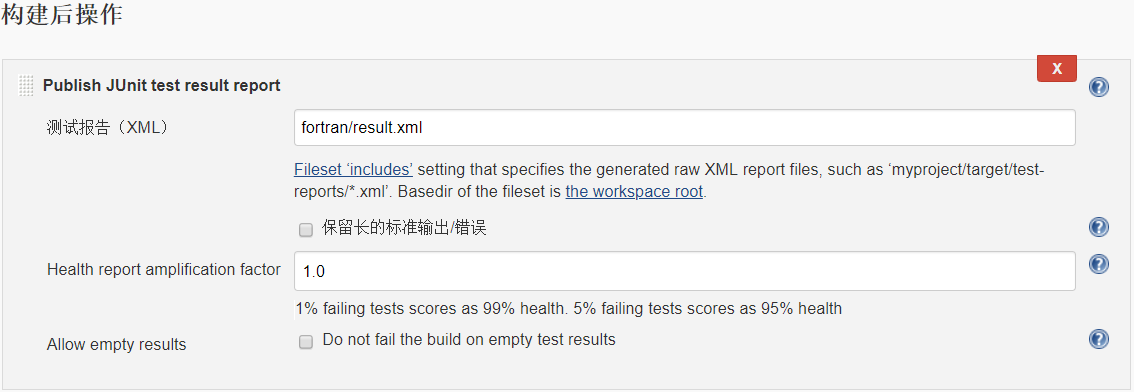 构建后操作
X
Publish JUnit test result report
?
测试报告（XML）
fortran/result.xml
Fileset ‘includes’ setting that specifies the generated raw XML report files, such as ‘myproject/target/test-
reports/*.xml’. Basedir of the fileset is the workspace root.
保留长的标准输出/错误
?
Health report amplification factor
1.0
?
1% failing tests scores as 99% health. 5% failing tests scores as 95% health
Allow empty results
Do not fail the build on empty test results
?